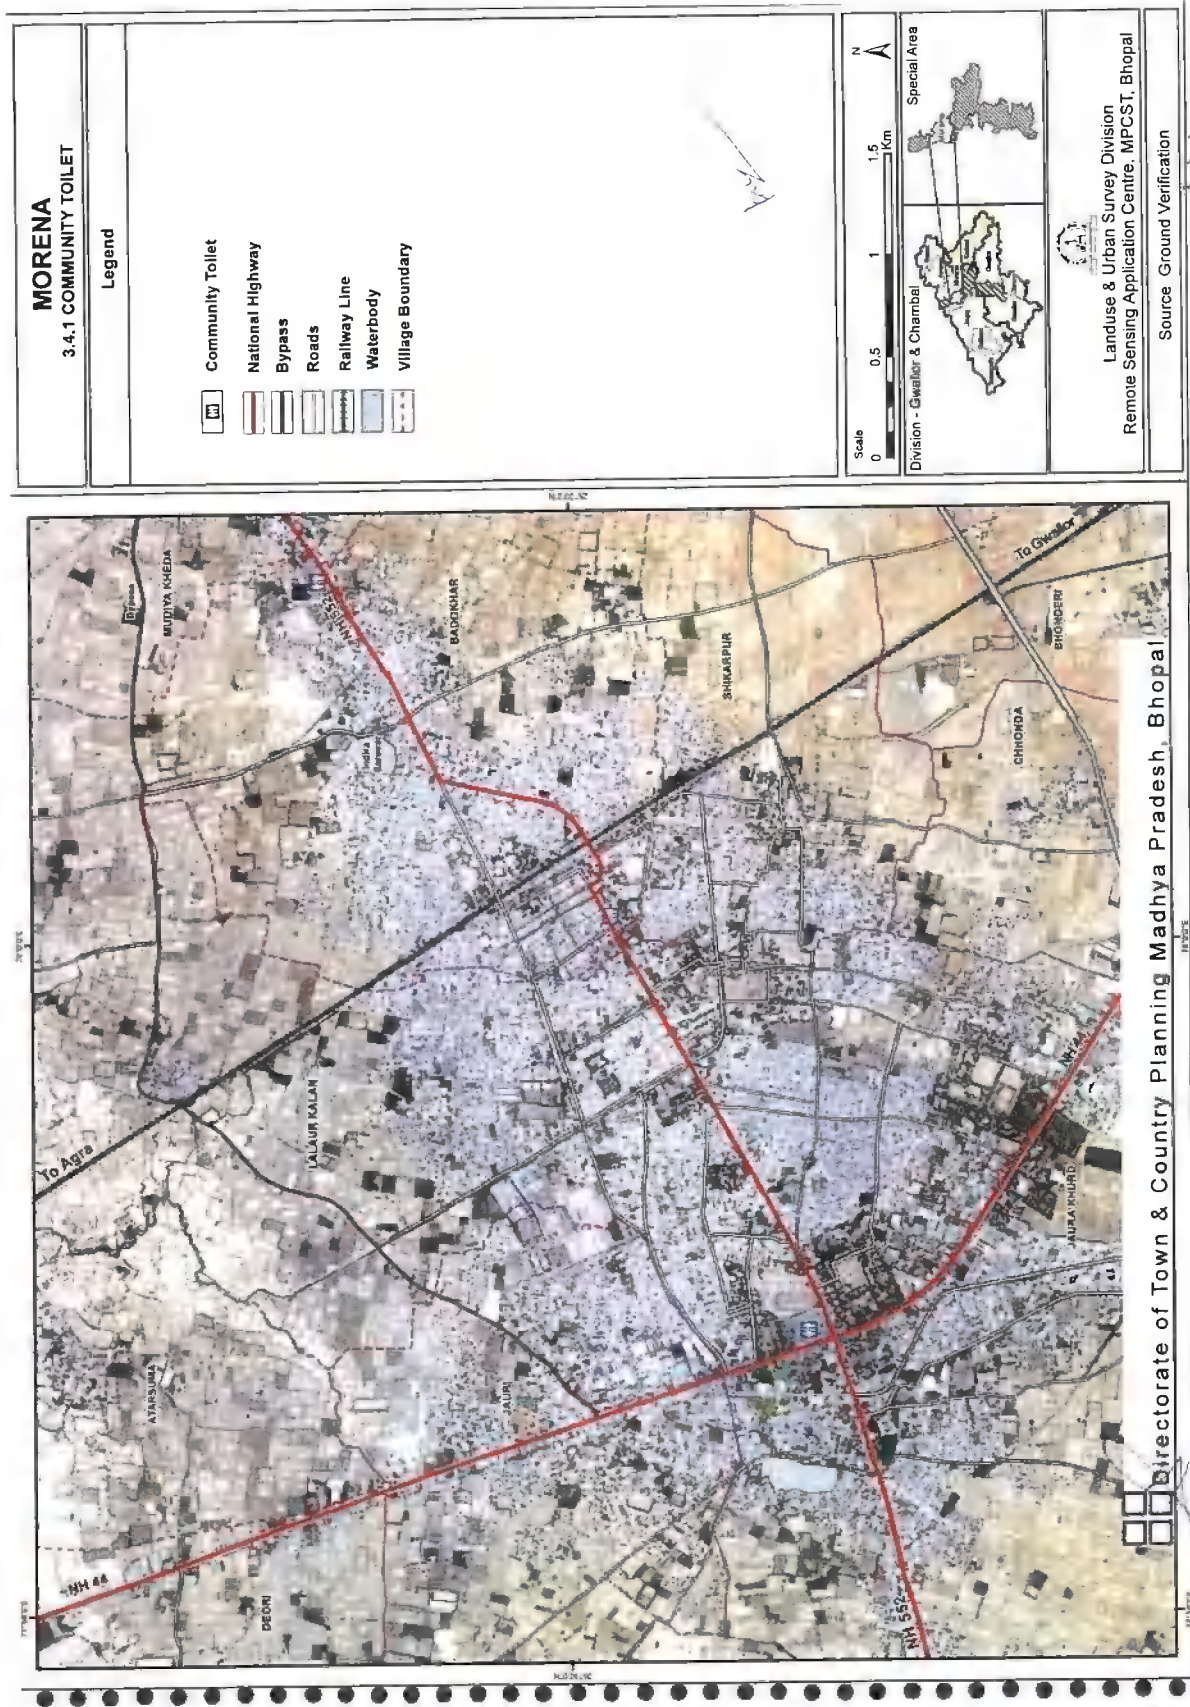 MORENA
3.4.1 COMMUNITY TOILET
Legend
Community Toilet
National Highway
Bypass
Roads
Railway Line
Waterbody
Village Boundary
Scale
N
0 0.5 1 1.5
Km
Division - Gwalior & Chambal
Special Area
Landuse & Urban Survey Division
Remote Sensing Application Centre, MPCST, Bhopal
Source Ground Verification
NH 44
DEORI
ATARSUMA
To Agra
LALAUR KALAN
MUDIYA KHEDA
NH 552
BADOKHAR
SHIKARPUR
To Gwalior
BHONDERI
CHHONDA
JAURA KHURD
NH 552
Directorate of Town & Country Planning Madhya Pradesh, Bhopal